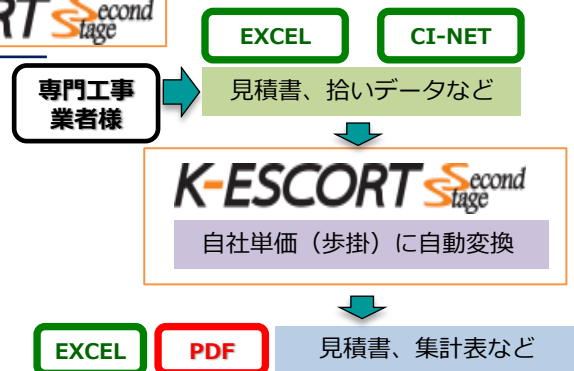 RT Second Stage
EXCEL
CI-NET
専門工事
業者様
見積書、拾いデータなど
K-ESCORT Second Stage
自社単価（歩掛）に自動変換
EXCEL
PDF
見積書、集計表など